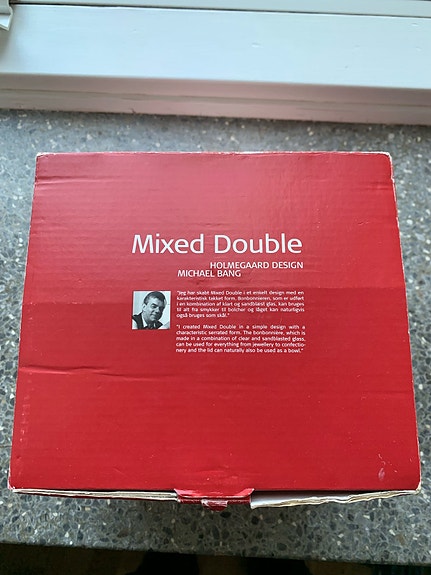 Mixed Double
HOLMEGAARD DESIGN
MICHAEL BANG
"Jeg har skabt Mixed Double i et enkelt design med en
karakteristisk takket form. Bonbonnieren, som er udført
i en kombination af klart og sandblæst glas, kan bruges
til alt fra smykker til bolcher og låget kan naturligvis
også bruges som skål."
"I created Mixed Double in a simple design with a
characteristic serrated form. The bonbonnière, which is
made in a combination of clear and sandblasted glass,
can be used for everything from jewellery to confectio-
nery and the lid can naturally also be used as a bowl."